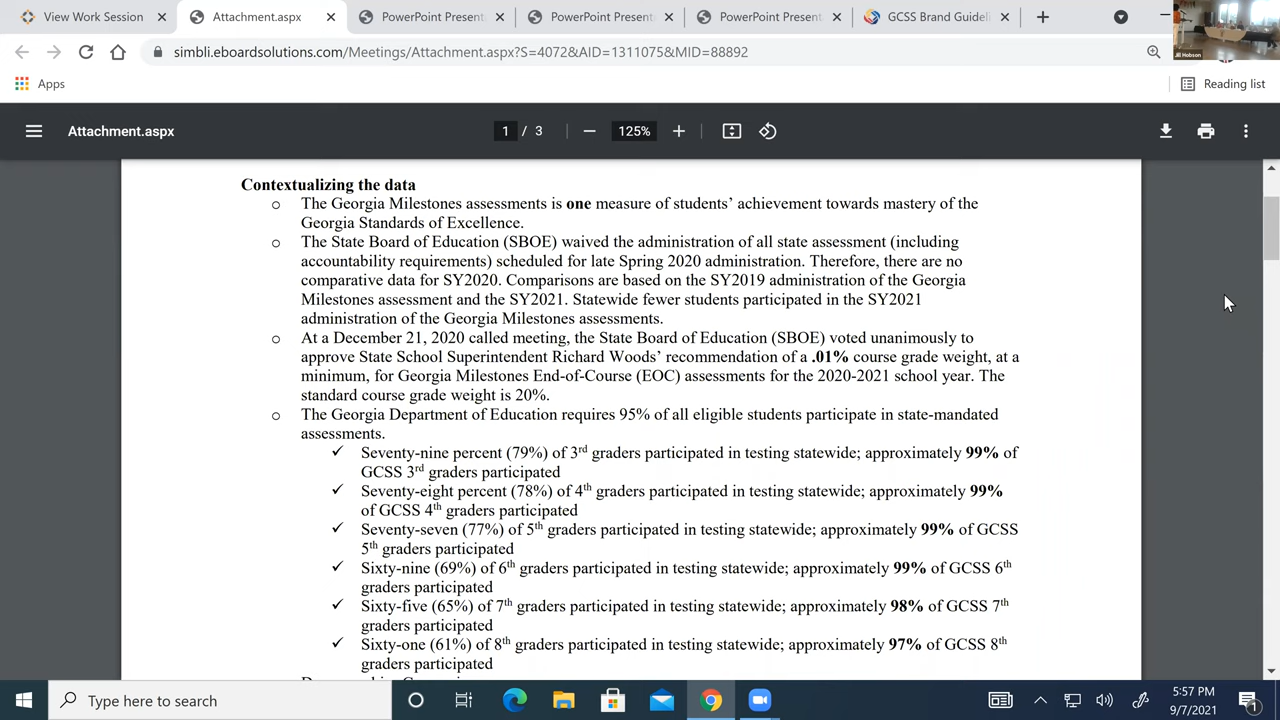 View Work Session
Attachment.aspx
PowerPoint Present
PowerPoint Present
PowerPoint Present
GCSS Brand Guideli
Jill Hobson
simbli.eboardsolutions.com/Meetings/Attachment.aspx?S=4072&AID=1311075&MID=88892
Apps
Reading list
Attachment.aspx
1 / 3
125%
Contextualizing the data
o The Georgia Milestones assessments is one measure of students’ achievement towards mastery of the
Georgia Standards of Excellence.
o The State Board of Education (SBOE) waived the administration of all state assessment (including
accountability requirements) scheduled for late Spring 2020 administration. Therefore, there are no
comparative data for SY2020. Comparisons are based on the SY2019 administration of the Georgia
Milestones assessment and the SY2021. Statewide fewer students participated in the SY2021
administration of the Georgia Milestones assessments.
o At a December 21, 2020 called meeting, the State Board of Education (SBOE) voted unanimously to
approve State School Superintendent Richard Woods’ recommendation of a .01% course grade weight, at a
minimum, for Georgia Milestones End-of-Course (EOC) assessments for the 2020-2021 school year. The
standard course grade weight is 20%.
o The Georgia Department of Education requires 95% of all eligible students participate in state-mandated
assessments.
✓ Seventy-nine percent (79%) of 3rd graders participated in testing statewide; approximately 99% of
GCSS 3rd graders participated
✓ Seventy-eight percent (78%) of 4th graders participated in testing statewide; approximately 99%
of GCSS 4th graders participated
✓ Seventy-seven (77%) of 5th graders participated in testing statewide; approximately 99% of GCSS
5th graders participated
✓ Sixty-nine (69%) of 6th graders participated in testing statewide; approximately 99% of GCSS 6th
graders participated
✓ Sixty-five (65%) of 7th graders participated in testing statewide; approximately 98% of GCSS 7th
graders participated
✓ Sixty-one (61%) of 8th graders participated in testing statewide; approximately 97% of GCSS 8th
graders participated
Type here to search
5:57 PM
9/7/2021
1